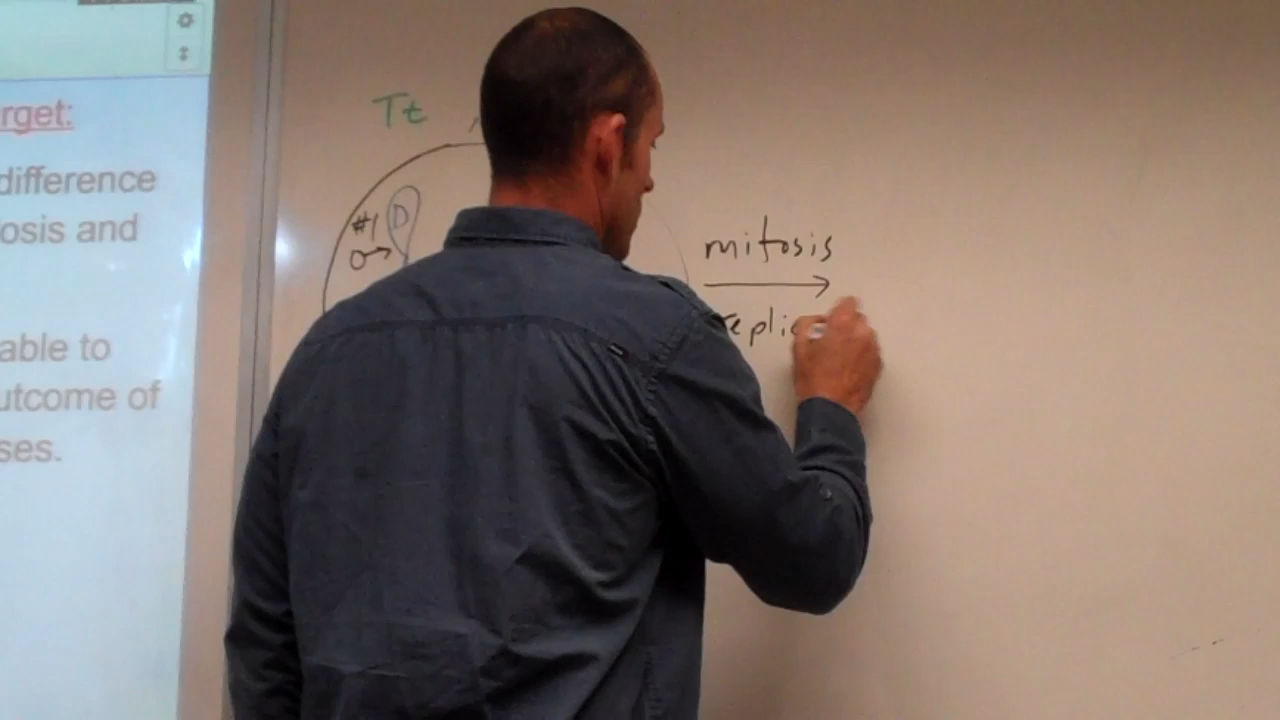 rget:
difference
osis and
able to
utcome of
ses.
Tt
#1
D
mitosis
replic